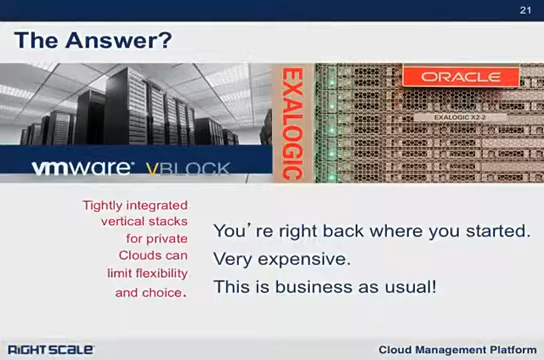 21
The Answer?
vmware® VBLOCK
EXALOGIC
ORACLE
EXALOGIC X2-2
Tightly integrated
vertical stacks
for private
Clouds can
limit flexibility
and choice.
You're right back where you started.
Very expensive.
This is business as usual!
RIGHTSCALE
Cloud Management Platform